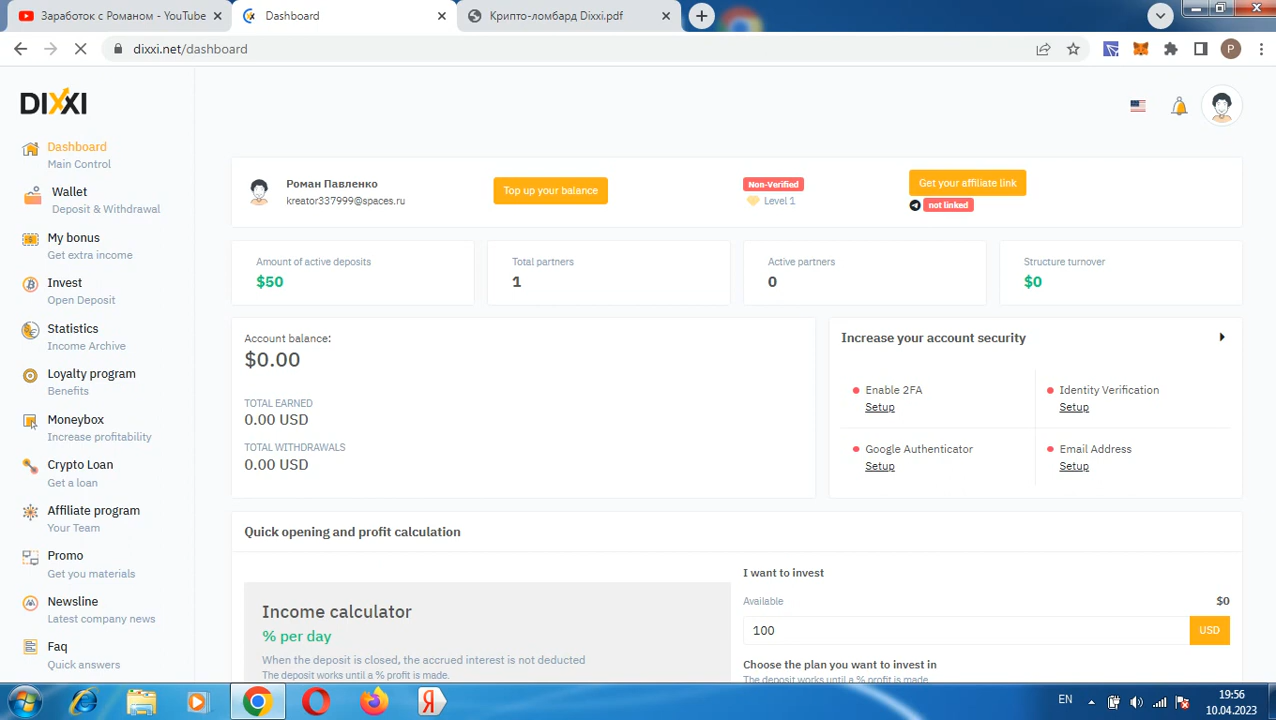 Заработок с Романом - YouTube
Dashboard
Крипто-ломбард Dixxi.pdf
dixxi.net/dashboard
P
DIXXI
Dashboard
Main Control
Wallet
Deposit & Withdrawal
My bonus
Get extra income
Invest
Open Deposit
Statistics
Income Archive
Loyalty program
Benefits
Moneybox
Increase profitability
Crypto Loan
Get a loan
Affiliate program
Your Team
Promo
Get you materials
Newsline
Latest company news
Faq
Quick answers
Роман Павленко
kreator337999@spaces.ru
Top up your balance
Non-Verified
Level 1
Get your affiliate link
not linked
Amount of active deposits
$50
Total partners
1
Active partners
0
Structure turnover
$0
Account balance:
$0.00
TOTAL EARNED
0.00 USD
TOTAL WITHDRAWALS
0.00 USD
Increase your account security
Enable 2FA
Setup
Identity Verification
Setup
Google Authenticator
Setup
Email Address
Setup
Quick opening and profit calculation
Income calculator
% per day
When the deposit is closed, the accrued interest is not deducted
The deposit works until a % profit is made.
I want to invest
Available $0
100 USD
Choose the plan you want to invest in
The deposit works until a % profit is made.
EN
19:56
10.04.2023